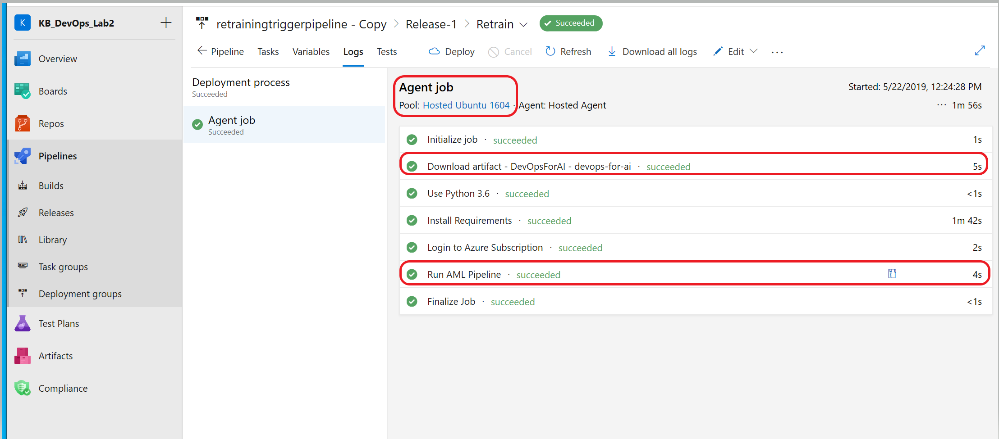 K
KB_DevOps_Lab2
Overview
Boards
Repos
Pipelines
Builds
Releases
Library
Task groups
Deployment groups
Test Plans
Artifacts
Compliance
retrainingtriggerpipeline - Copy > Release-1 > Retrain
Succeeded
Pipeline Tasks Variables Logs Tests Deploy Cancel Refresh Download all logs Edit ...
Deployment process
Succeeded
Agent job
Succeeded
Agent job
Started: 5/22/2019, 12:24:28 PM
Pool: Hosted Ubuntu 1604 · Agent: Hosted Agent
··· 1m 56s
Initialize job · succeeded 1s
Download artifact - DevOpsForAI - devops-for-ai · succeeded 5s
Use Python 3.6 · succeeded <1s
Install Requirements · succeeded 1m 42s
Login to Azure Subscription · succeeded 2s
Run AML Pipeline · succeeded 4s
Finalize Job · succeeded <1s